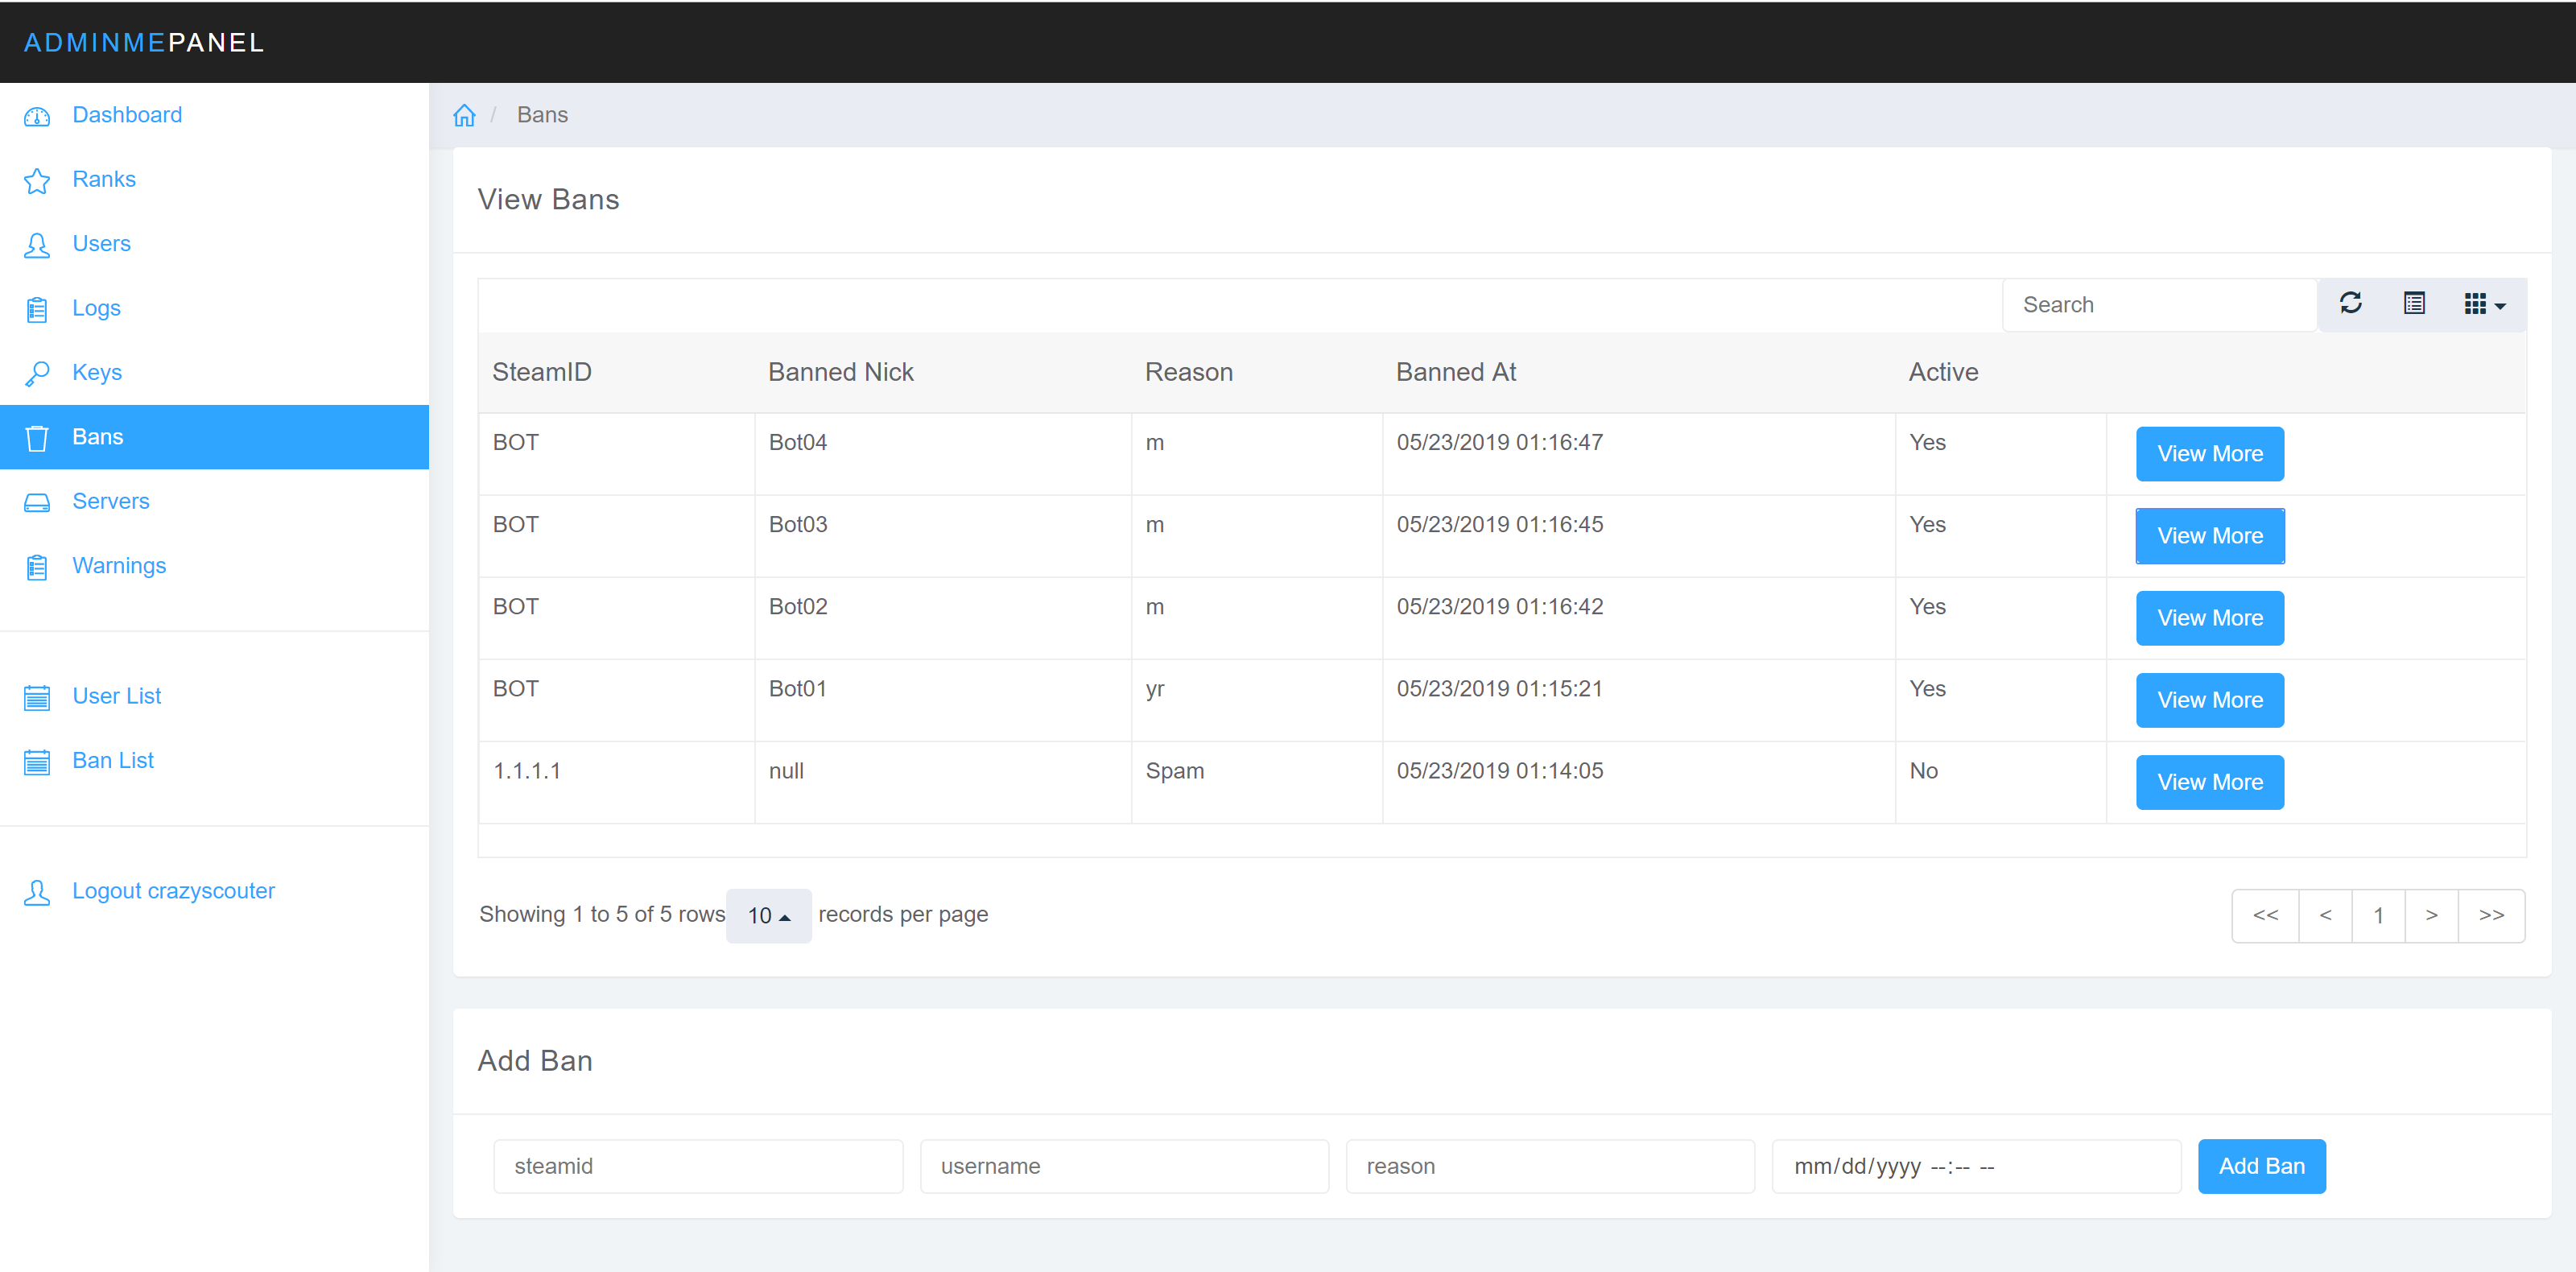 ADMINMEPANEL
Dashboard
Ranks
Users
Logs
Keys
Bans
Servers
Warnings
User List
Ban List
Logout crazyscouter
/ Bans
View Bans
Search
SteamID Banned Nick Reason Banned At Active
BOT Bot04 m 05/23/2019 01:16:47 Yes View More
BOT Bot03 m 05/23/2019 01:16:45 Yes View More
BOT Bot02 m 05/23/2019 01:16:42 Yes View More
BOT Bot01 yr 05/23/2019 01:15:21 Yes View More
1.1.1.1 null Spam 05/23/2019 01:14:05 No View More
Showing 1 to 5 of 5 rows 10 records per page << < 1 > >>
Add Ban
steamid username reason mm/dd/yyyy --:-- -- Add Ban